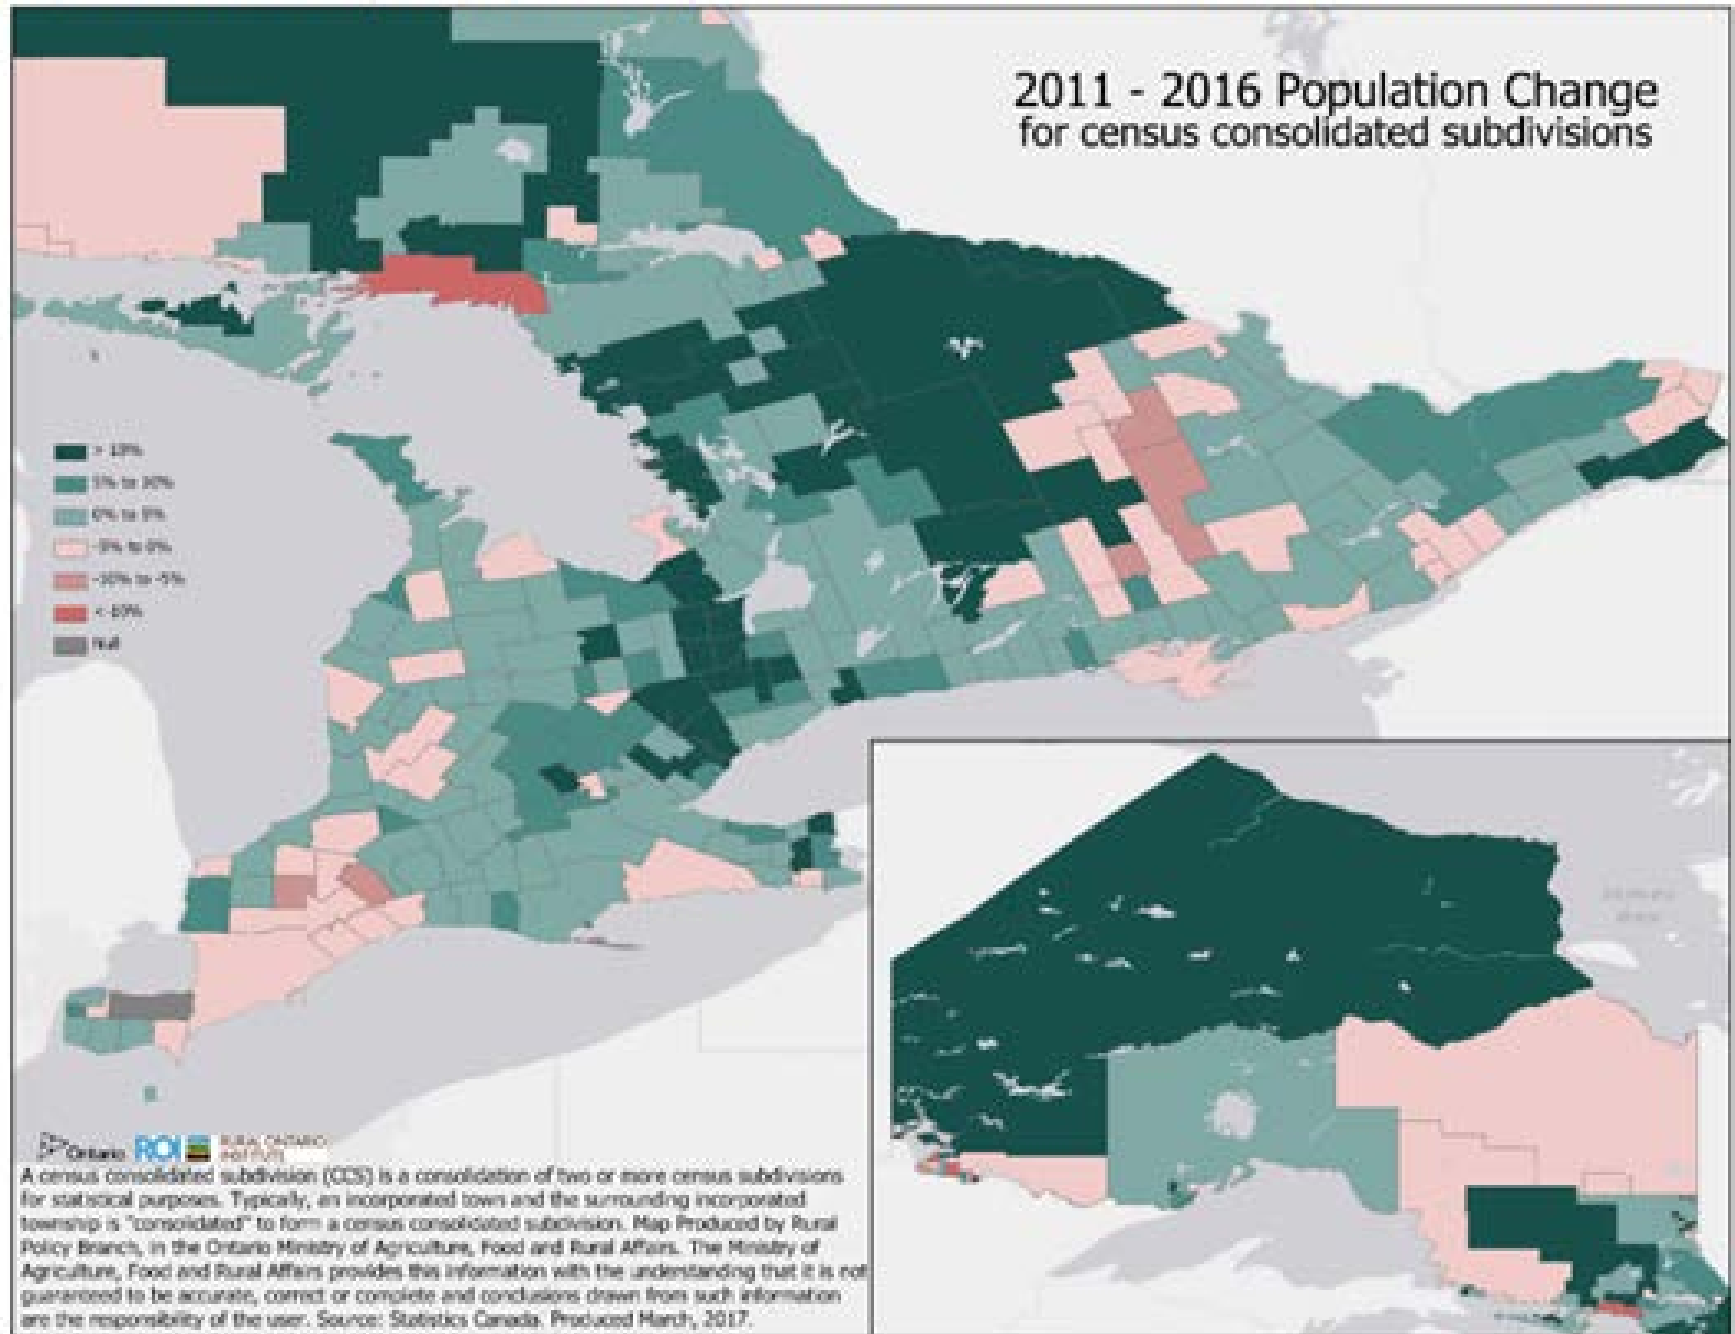 2011 - 2016 Population Change
for census consolidated subdivisions
> 10%
5% to 10%
0% to 5%
-5% to 0%
-10% to -5%
< -10%
null
Ontario ROI RURAL ONTARIO
INSTITUTE
A census consolidated subdivision (CCS) is a consolidation of two or more census subdivisions
for statistical purposes. Typically, an incorporated town and the surrounding incorporated
township is "consolidated" to form a census consolidated subdivision. Map Produced by Rural
Policy Branch, in the Ontario Ministry of Agriculture, Food and Rural Affairs. The Ministry of
Agriculture, Food and Rural Affairs provides this information with the understanding that it is not
guaranteed to be accurate, correct or complete and conclusions drawn from such information
are the responsibility of the user. Source: Statistics Canada. Produced March, 2017.